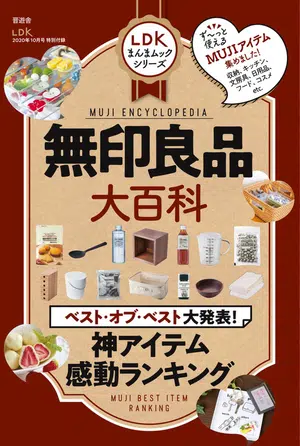 晋遊舎
LDK
2020年10月号 特別付録
LDK
まんまムック
シリーズ
ず〜っと
使える
MUJIアイテム
集めました!
収納、キッチン、
文房具、日用品、
フード、コスメ
etc.
MUJI ENCYCLOPEDIA
無印良品
大百科
ベスト・オブ・ベスト大発表!
神アイテム
感動ランキング
MUJI BEST ITEM
RANKING